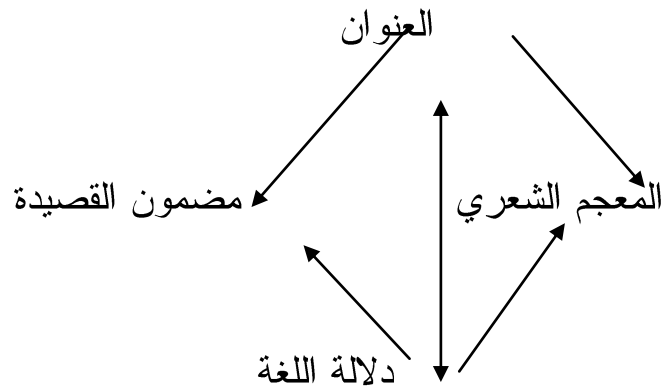 العنوان
المعجم الشعري
مضمون القصيدة
دلالة اللغة